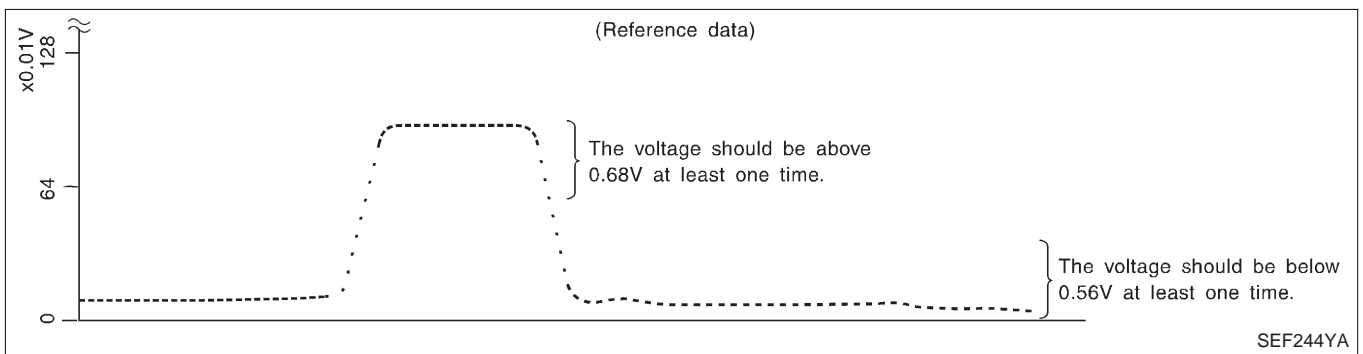 (Reference data)
x0.01V
128
64
0
The voltage should be above
0.68V at least one time.
The voltage should be below
0.56V at least one time.
SEF244YA